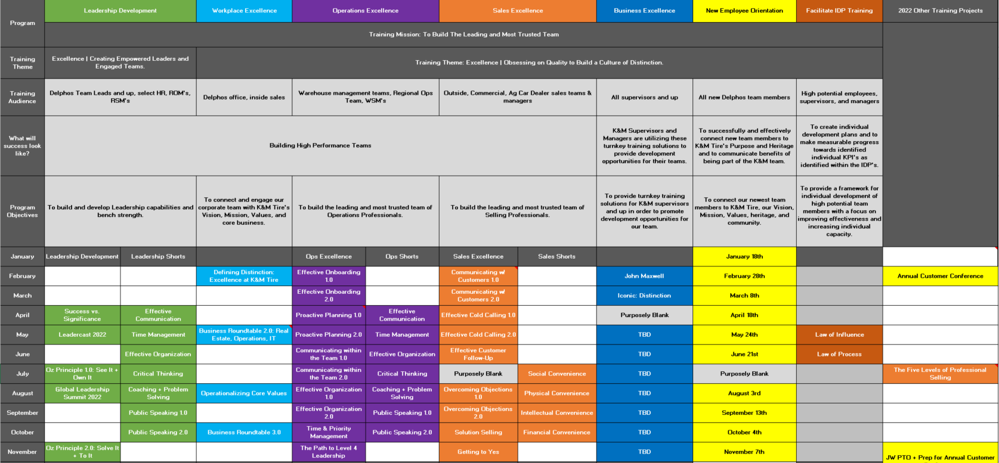 Program
Leadership Development
Workplace Excellence
Operations Excellence
Sales Excellence
Business Excellence
New Employee Orientation
Facilitate IDP Training
2022 Other Training Projects
Training Mission: To Build The Leading and Most Trusted Team
Training
Theme
Excellence | Creating Empowered Leaders and
Engaged Teams.
Training Theme: Excellence | Obsessing on Quality to Build a Culture of Distinction.
Training
Audience
Delphos Team Leads and up, select HR, ROM's,
RSM's
Delphos office, inside sales
Warehouse management teams, Regional Ops
Team, WSM's
Outside, Commercial, Ag Car Dealer sales teams &
managers
All supervisors and up
All new Delphos team members
High potential employees,
supervisors, and managers
What will
success look
like?
Building High Performance Teams
K&M Supervisors and
Managers are utilizing these
turnkey training solutions to
provide development
opportunities for their teams.
To successfully and effectively
connect new team members to
K&M Tire's Purpose and Heritage
and to communicate benefits of
being part of the K&M team.
To create individual
development plans and to
make measurable progress
towards identified
individual KPI's as
identified within the IDP's.
Program
Objectives
To build and develop Leadership capabilities and
bench strength.
To connect and engage our
corporate team with K&M Tire's
Vision, Mission, Values, and
core business.
To build the leading and most trusted team of
Operations Professionals.
To build the leading and most trusted team of
Selling Professionals.
To provide turnkey training
solutions for K&M supervisors
and up in order to promote
development opportunities for
our team.
To connect our newest team
members to K&M Tire, our Vision,
Mission, Values, heritage, and
community.
To provide a framework for
individual development of
high potential team
members with a focus on
improving effectiveness and
increasing individual
capacity.
January
Leadership Development
Leadership Shorts
Ops Excellence
Ops Shorts
Sales Excellence
Sales Shorts
January 18th
February
Defining Distinction:
Excellence at K&M Tire
Effective Onboarding
1.0
Communicating w/
Customers 1.0
John Maxwell
February 28th
Annual Customer Conference
March
Effective Onboarding
2.0
Communicating w/
Customers 2.0
Iconic: Distinction
March 8th
April
Success vs.
Significance
Effective
Communication
Proactive Planning 1.0
Effective
Communication
Effective Cold Calling 1.0
Purposely Blank
April 18th
May
Leadercast 2022
Time Management
Business Roundtable 2.0: Real
Estate, Operations, IT
Proactive Planning 2.0
Time Management
Effective Cold Calling 2.0
TBD
May 24th
Law of Influence
June
Effective Organization
Communicating within
the Team 1.0
Effective Organization
Effective Customer
Follow-Up
TBD
June 21st
Law of Process
July
Oz Principle 1.0: See It +
Own It
Critical Thinking
Communicating within
the Team 2.0
Critical Thinking
Purposely Blank
Social Convenience
TBD
Purposely Blank
The Five Levels of Professional
Selling
August
Global Leadership
Summit 2022
Coaching + Problem
Solving
Operationalizing Core Values
Effective Organization
1.0
Coaching + Problem
Solving
Overcoming Objections
1.0
Physical Convenience
TBD
August 3rd
September
Public Speaking 1.0
Effective Organization
2.0
Public Speaking 1.0
Overcoming Objections
2.0
Intellectual Convenience
TBD
September 13th
October
Public Speaking 2.0
Business Roundtable 3.0
Time & Priority
Management
Public Speaking 2.0
Solution Selling
Financial Convenience
TBD
October 4th
November
Oz Principle 2.0: Solve It
+ To It
The Path to Level 4
Leadership
Getting to Yes
TBD
November 7th
JW PTO + Prep for Annual Customer